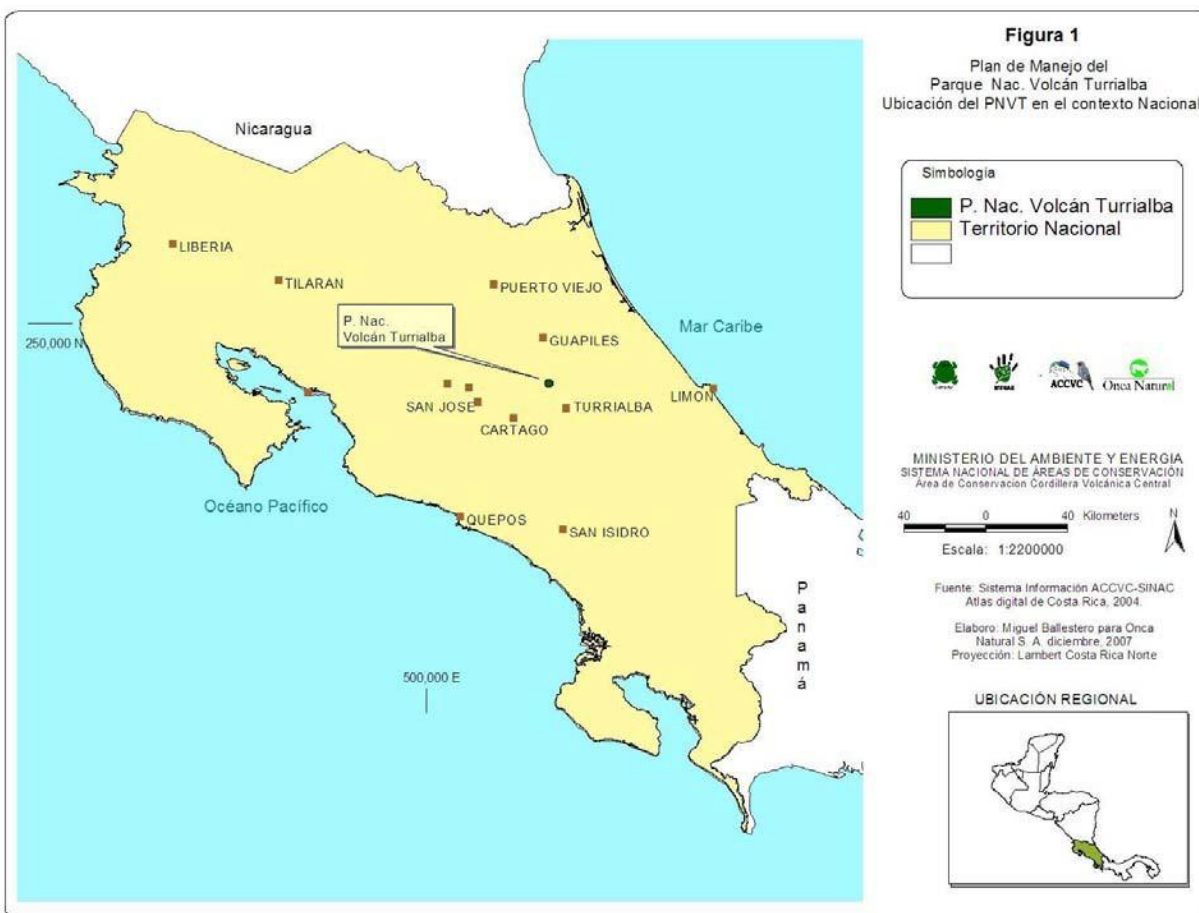 Figura 1
Plan de Manejo del
Parque Nac. Volcán Turrialba
Ubicación del PNVT en el contexto Nacional
Simbología
P. Nac. Volcán Turrialba
Territorio Nacional
Nicaragua
LIBERIA
TILARAN
PUERTO VIEJO
P. Nac.
Volcán Turrialba
GUAPILES
Mar Caribe
250,000 N
SAN JOSE
CARTAGO
TURRIALBA
LIMON
Océano Pacífico
QUEPOS
SAN ISIDRO
Panamá
500,000 E
ACCVC
Onca Natural
MINISTERIO DEL AMBIENTE Y ENERGIA
SISTEMA NACIONAL DE ÁREAS DE CONSERVACIÓN
Área de Conservación Cordillera Volcánica Central
40 0 40 Kilometers
N
Escala: 1:2200000
Fuente: Sistema Información ACCVC-SINAC
Atlas digital de Costa Rica, 2004.
Elaboro: Miguel Ballestero para Onca
Natural S. A. diciembre, 2007
Proyección: Lambert Costa Rica Norte
UBICACIÓN REGIONAL